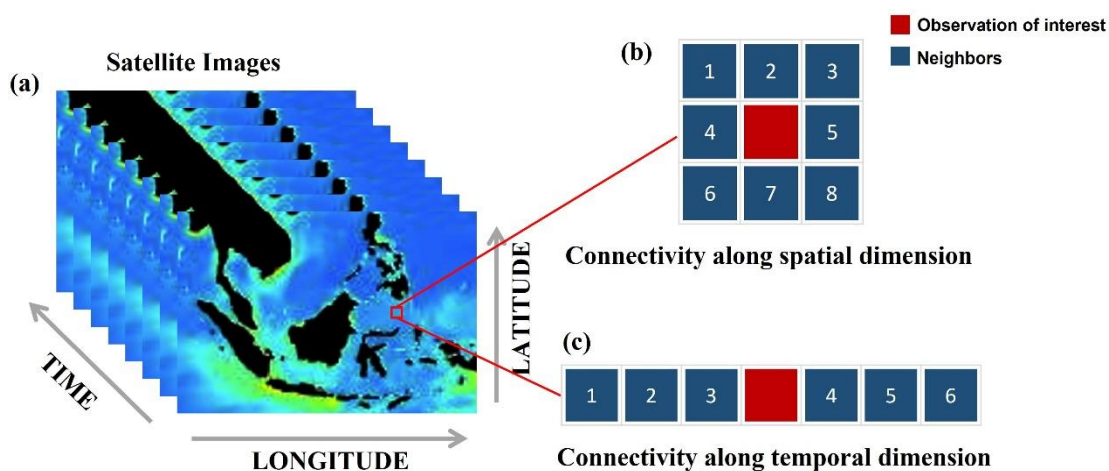 Satellite Images
(a)
TIME
LONGITUDE
LATITUDE
Observation of interest
Neighbors
(b)
1 2 3
4 5
6 7 8
Connectivity along spatial dimension
(c)
1 2 3 4 5 6
Connectivity along temporal dimension